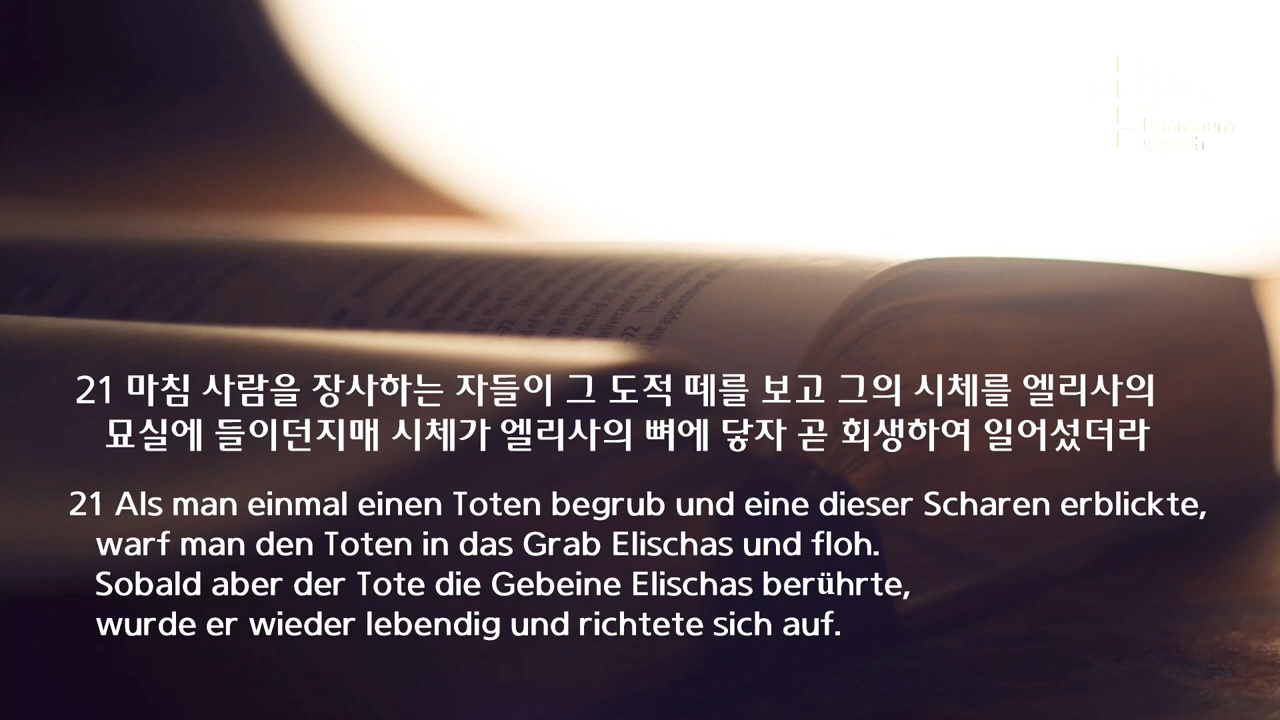 21 마침 사람을 장사하는 자들이 그 도적 떼를 보고 그의 시체를 엘리사의
묘실에 들이던지매 시체가 엘리사의 뼈에 닿자 곧 회생하여 일어섰더라
21 Als man einmal einen Toten begrub und eine dieser Scharen erblickte,
warf man den Toten in das Grab Elischas und floh.
Sobald aber der Tote die Gebeine Elischas berührte,
wurde er wieder lebendig und richtete sich auf.